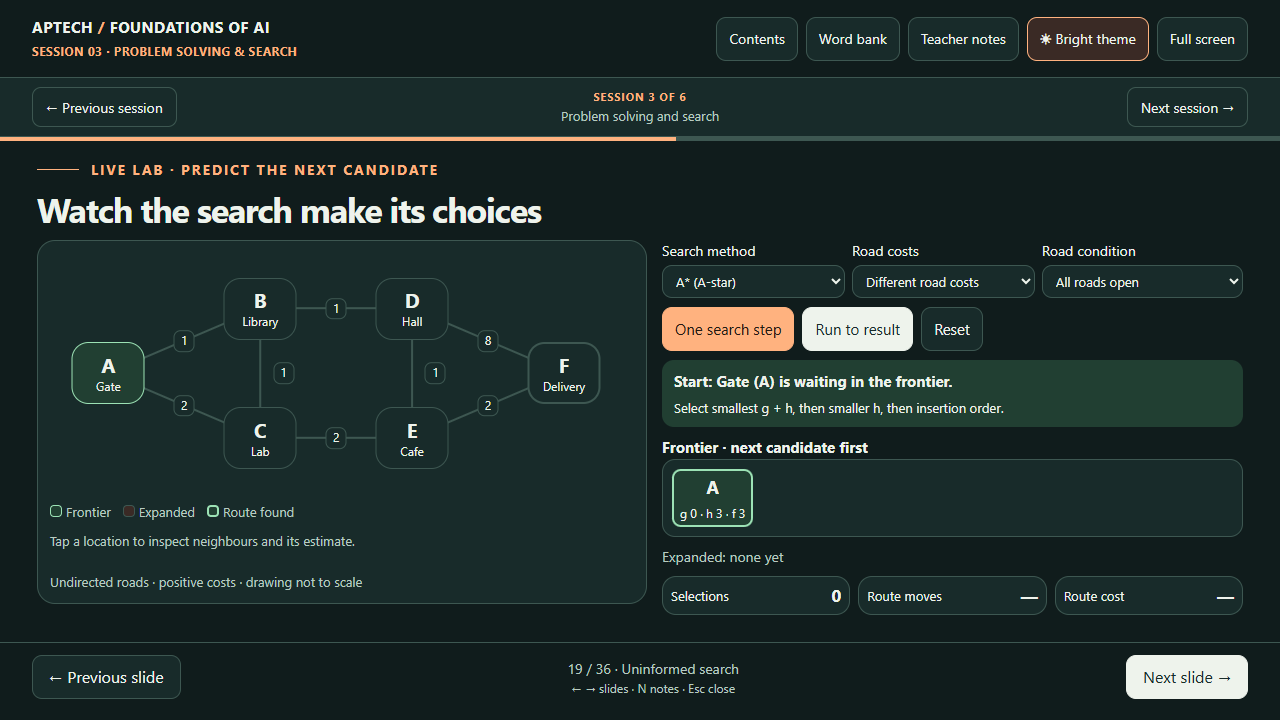 APTECH / FOUNDATIONS OF AI
SESSION 03 · PROBLEM SOLVING & SEARCH
Contents
Word bank
Teacher notes
☀ Bright theme
Full screen
← Previous session
SESSION 3 OF 6
Problem solving and search
Next session →
LIVE LAB · PREDICT THE NEXT CANDIDATE
Watch the search make its choices
B
Library
1
D
Hall
1
8
A
Gate
1
1
F
Delivery
2
2
C
Lab
2
E
Cafe
Frontier
Expanded
Route found
Tap a location to inspect neighbours and its estimate.
Undirected roads · positive costs · drawing not to scale
Search method
Road costs
Road condition
A* (A-star)
Different road costs
All roads open
One search step
Run to result
Reset
Start: Gate (A) is waiting in the frontier.
Select smallest g + h, then smaller h, then insertion order.
Frontier · next candidate first
A
g 0 · h 3 · f 3
Expanded: none yet
Selections 0
Route moves —
Route cost —
← Previous slide
19 / 36 · Uninformed search
← → slides · N notes · Esc close
Next slide →